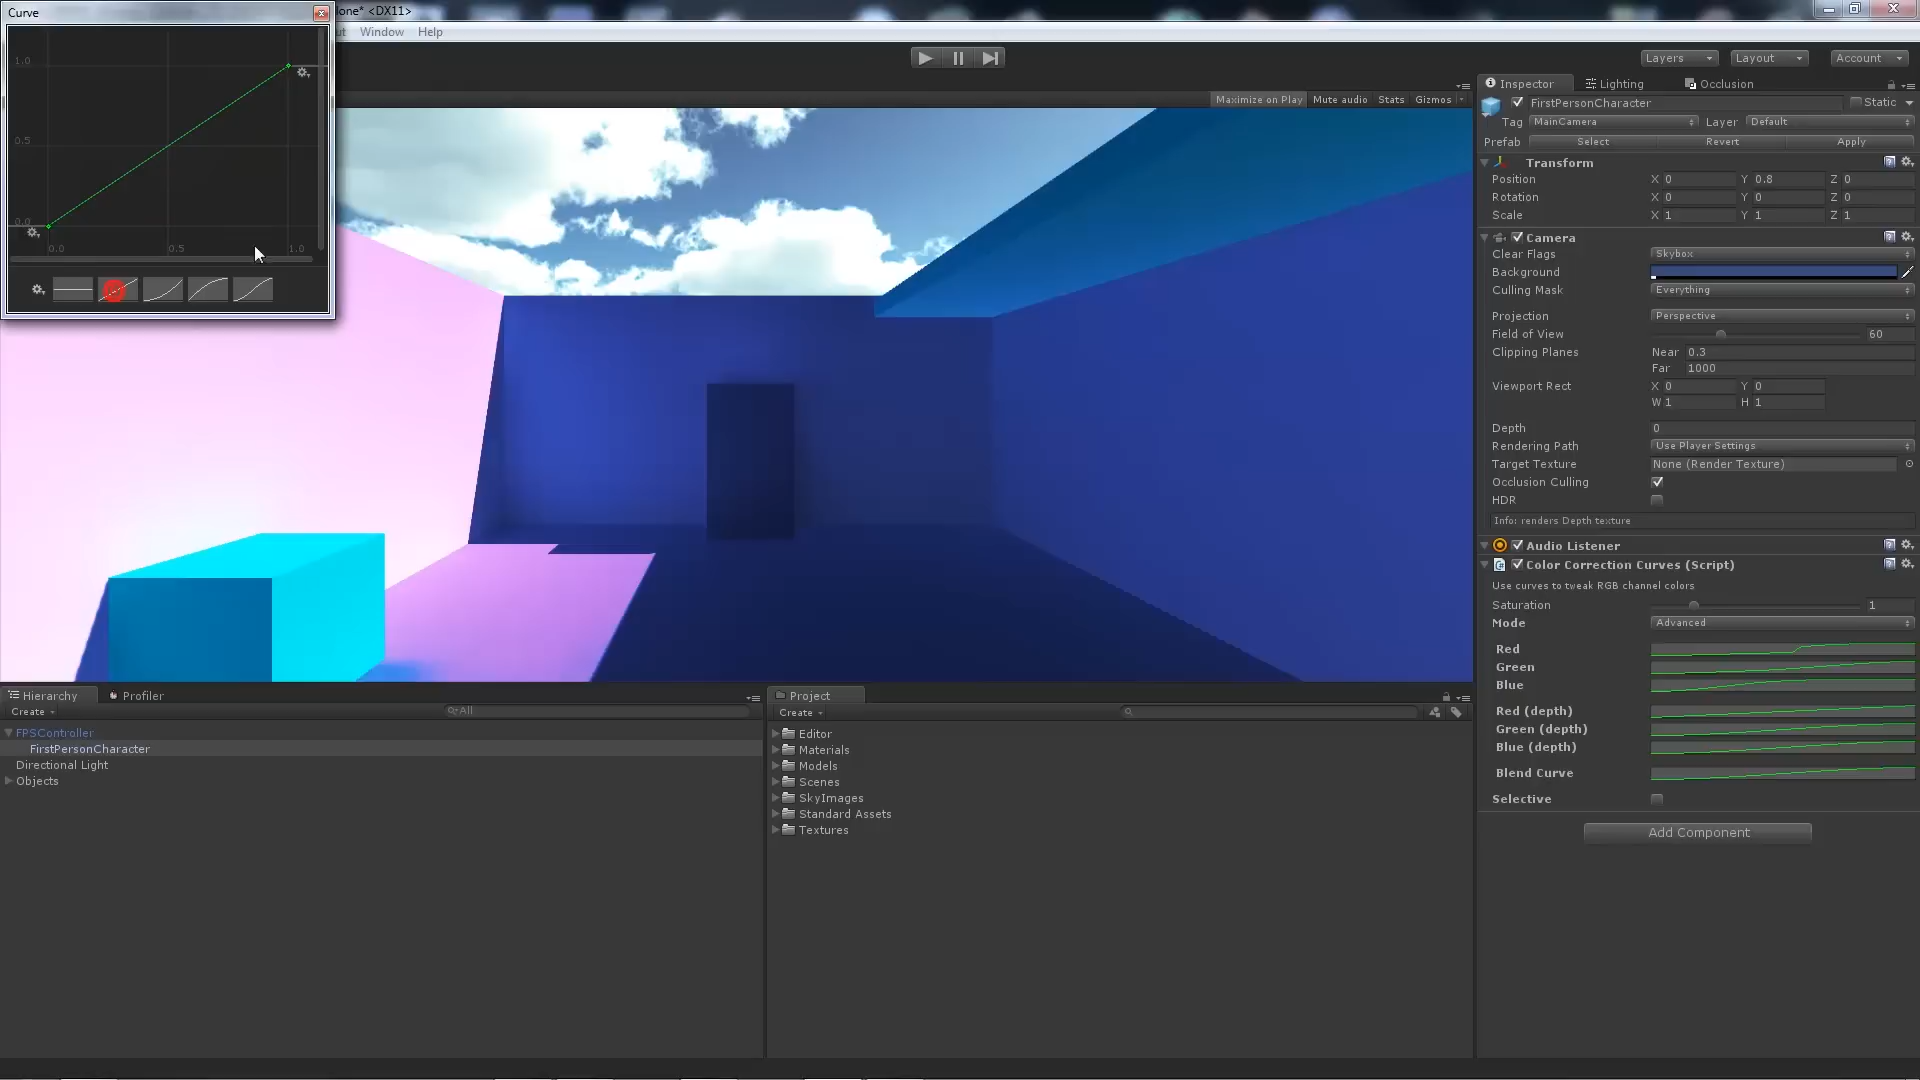 Curve
lone* <DX11>
ut Window Help
1.0
0.5
0.0
0.0 0.5 1.0
Layers Layout Account
Maximize on Play Mute audio Stats Gizmos
Inspector Lighting Occlusion
FirstPersonCharacter Static
Tag MainCamera Layer Default
Prefab Select Revert Apply
Transform
Position X 0 Y 0.8 Z 0
Rotation X 0 Y 0 Z 0
Scale X 1 Y 1 Z 1
Camera
Clear Flags Skybox
Background
Culling Mask Everything
Projection Perspective
Field of View 60
Clipping Planes Near 0.3
Far 1000
Viewport Rect X 0 Y 0
W 1 H 1
Depth 0
Rendering Path Use Player Settings
Target Texture None (Render Texture)
Occlusion Culling
HDR
Info: renders Depth texture
Audio Listener
Color Correction Curves (Script)
Use curves to tweak RGB channel colors
Saturation 1
Mode Advanced
Red
Green
Blue
Red (depth)
Green (depth)
Blue (depth)
Blend Curve
Selective
Add Component
Hierarchy Profiler
Create All
FPSController
FirstPersonCharacter
Directional Light
Objects
Project
Create
Editor
Materials
Models
Scenes
SkyImages
Standard Assets
Textures